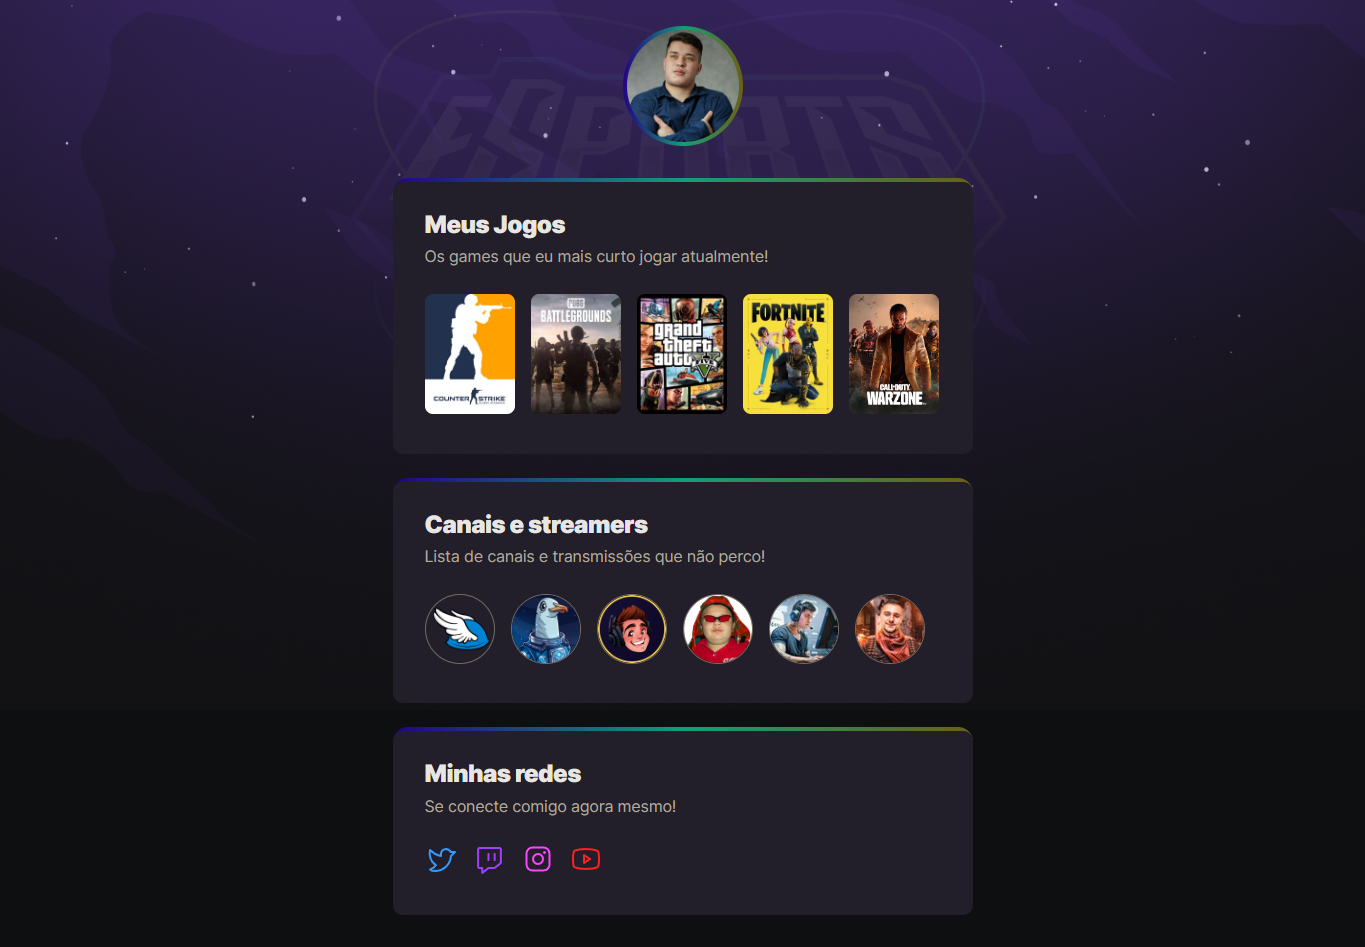 ESPORTS
Meus Jogos
Os games que eu mais curto jogar atualmente!
COUNTER STRIKE
PUBG
BATTLEGROUNDS
grand
theft
auto
FORTNITE
CALL OF DUTY
WARZONE
Canais e streamers
Lista de canais e transmissões que não perco!
Minhas redes
Se conecte comigo agora mesmo!